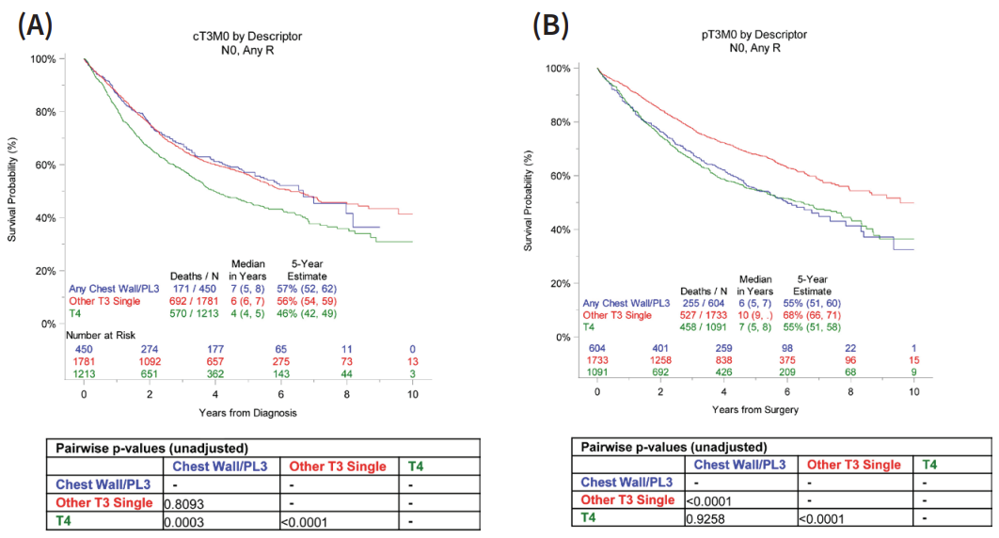 (A)
cT3M0 by Descriptor
N0, Any R
100%
80%
60%
40%
20%
0%
Survival Probability (%)
Deaths / N Median in Years 5-Year Estimate
Any Chest Wall/PL3 171 / 450 7 (5, 8) 57% (52, 62)
Other T3 Single 692 / 1781 6 (6, 7) 56% (54, 59)
T4 570 / 1213 4 (4, 5) 46% (42, 49)
Number at Risk
450 274 177 65 11 0
1781 1092 657 275 73 13
1213 651 362 143 44 3
0 2 4 6 8 10
Years from Diagnosis
Pairwise p-values (unadjusted)
Chest Wall/PL3 Other T3 Single T4
Chest Wall/PL3 - - -
Other T3 Single 0.8093 - -
T4 0.0003 <0.0001 -
(B)
pT3M0 by Descriptor
N0, Any R
100%
80%
60%
40%
20%
0%
Survival Probability (%)
Deaths / N Median in Years 5-Year Estimate
Any Chest Wall/PL3 255 / 604 6 (5, 7) 55% (51, 60)
Other T3 Single 527 / 1733 10 (9, .) 68% (66, 71)
T4 458 / 1091 7 (5, 8) 55% (51, 58)
604 401 259 98 22 1
1733 1258 838 375 96 15
1091 692 426 209 68 9
0 2 4 6 8 10
Years from Surgery
Pairwise p-values (unadjusted)
Chest Wall/PL3 Other T3 Single T4
Chest Wall/PL3 - - -
Other T3 Single <0.0001 - -
T4 0.9258 <0.0001 -